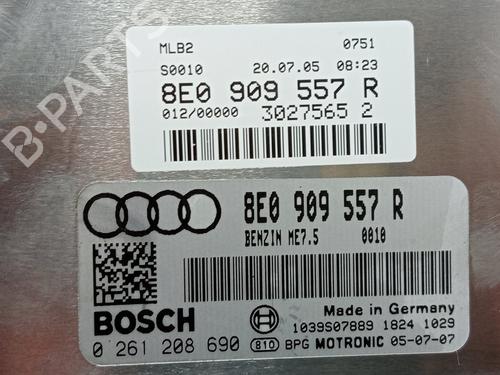 MLB2 0751
S0010 20.07.05 08:23
8E0 909 557 R
012/00000 3027565 2
8E0 909 557 R
BENZIN ME7.5 0010
BOSCH
Made in Germany
1039S07889 1824 1029
0 261 208 690 810 BPG MOTRONIC 05-07-07
B-PARTS